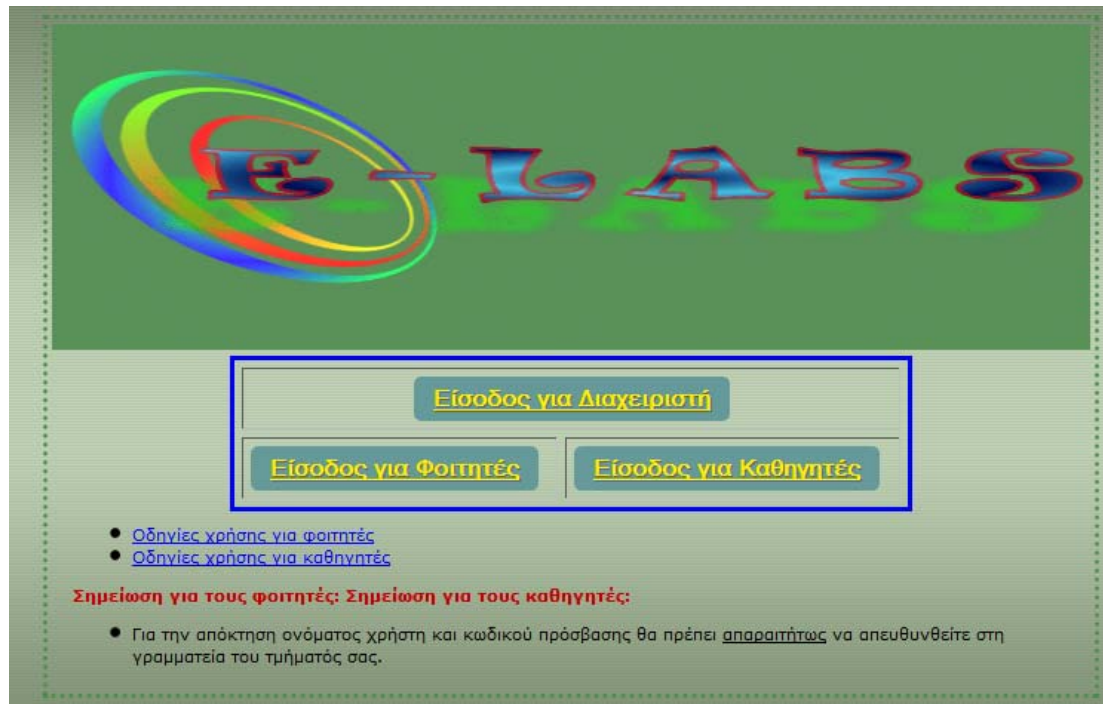 E-LABS
Είσοδος για Διαχειριστή
Είσοδος για Φοιτητές
Είσοδος για Καθηγητές
Οδηγίες χρήσης για φοιτητές
Οδηγίες χρήσης για καθηγητές
Σημείωση για τους φοιτητές: Σημείωση για τους καθηγητές:
Για την απόκτηση ονόματος χρήστη και κωδικού πρόσβασης θα πρέπει απαραιτήτως να απευθυνθείτε στη
γραμματεία του τμήματός σας.